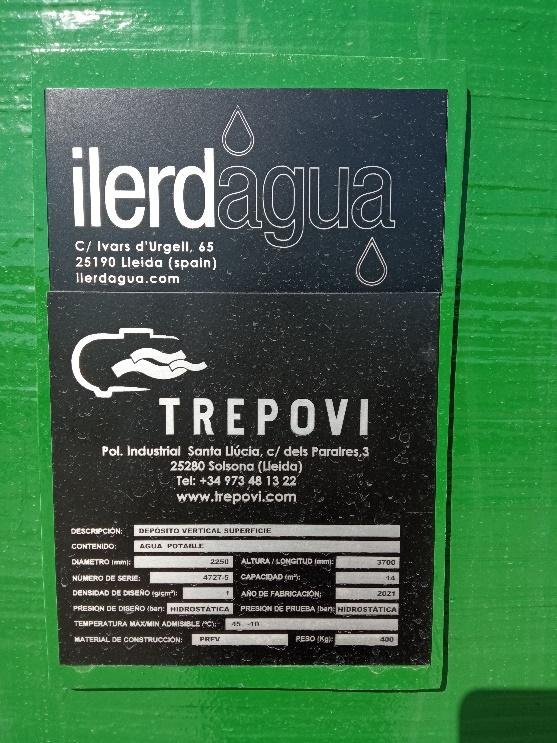 ilerdagua
C/ Ivars d'Urgell, 65
25190 Lleida (spain)
ilerdagua.com
TREPOVI
Pol. Industrial Santa Llúcia, c/ dels Paraires,3
25280 Solsona (Lleida)
Tel: +34 973 48 13 22
www.trepovi.com
DESCRIPCIÓN: DEPOSITO VERTICAL SUPERFICIE
CONTENIDO: AGUA POTABLE
DIAMETRO (mm): 2250 ALTURA / LONGITUD (mm): 3700
NÚMERO DE SERIE: 4727-5 CAPACIDAD (m³): 14
DENSIDAD DE DISEÑO (g/cm³): 1 AÑO DE FABRICACIÓN: 2021
PRESION DE DISEÑO (bar): HIDROSTÁTICA PRESIÓN DE PRUEBA (bar): HIDROSTÁTICA
TEMPERATURA MÁX/MIN ADMISIBLE (ºC): 45, -10
MATERIAL DE CONSTRUCCIÓN: PRFV PESO (Kg): 400